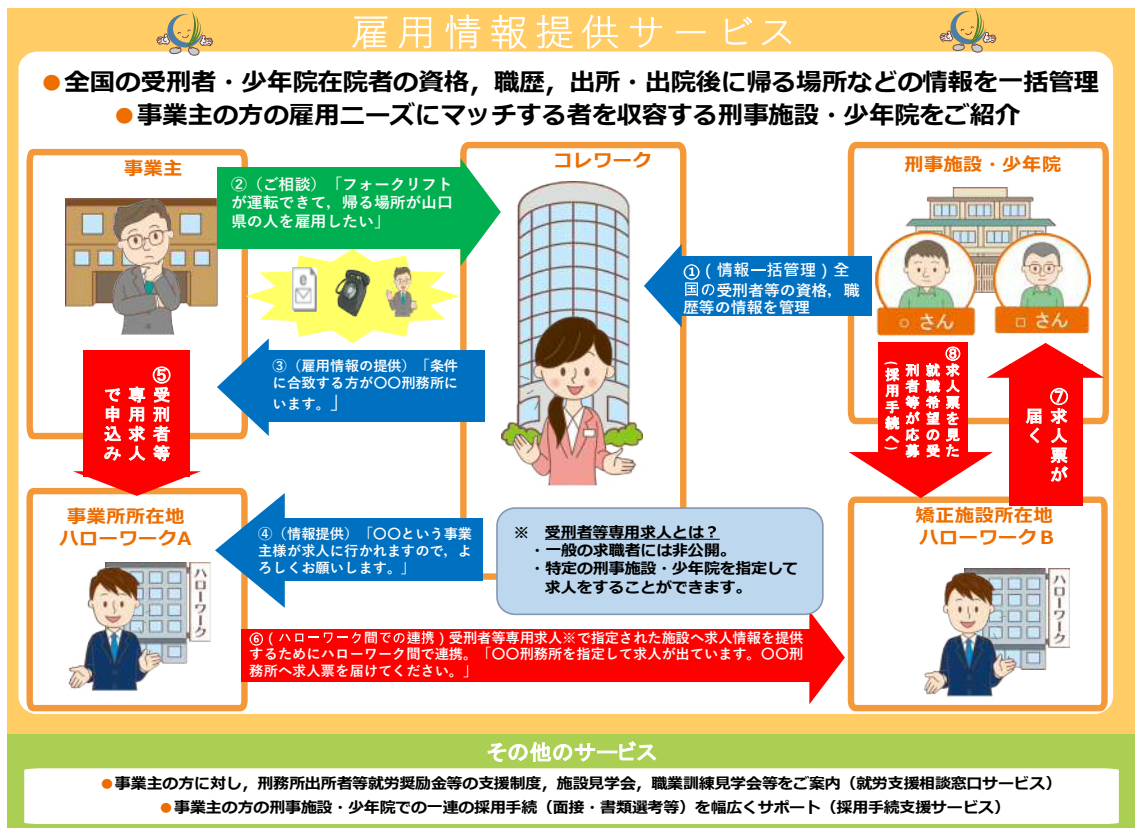 雇用情報提供サービス
●全国の受刑者・少年院在院者の資格，職歴，出所・出院後に帰る場所などの情報を一括管理
●事業主の方の雇用ニーズにマッチする者を収容する刑事施設・少年院をご紹介
事業主
②（ご相談）「フォークリフト
が運転できて，帰る場所が山口
県の人を雇用したい」
e
コレワーク
刑事施設・少年院
①（情報一括管理）全
国の受刑者等の資格，職
歴等の情報を管理
○ さん
□ さん
③（雇用情報の提供）「条件
に合致する方が〇〇刑務所に
います。」
⑤受刑者等
専用求人
で申込み
⑧求人票を見た
就職希望の受
刑者等が応募
（採用手続へ）
⑦求人票が
届く
事業所所在地
ハローワークA
ハローワーク
④（情報提供）「〇〇という事業
主様が求人に行かれますので，よ
ろしくお願いします。」
※　受刑者等専用求人とは？
・一般の求職者には非公開。
・特定の刑事施設・少年院を指定して
求人をすることができます。
矯正施設所在地
ハローワークB
ハローワーク
⑥（ハローワーク間での連携）受刑者等専用求人※で指定された施設へ求人情報を提供
するためにハローワーク間で連携。「〇〇刑務所を指定して求人が出ています。〇〇刑
務所へ求人票を届けてください。」
その他のサービス
●事業主の方に対し，刑務所出所者等就労奨励金等の支援制度，施設見学会，職業訓練見学会等をご案内（就労支援相談窓口サービス）
●事業主の方の刑事施設・少年院での一連の採用手続（面接・書類選考等）を幅広くサポート（採用手続支援サービス）